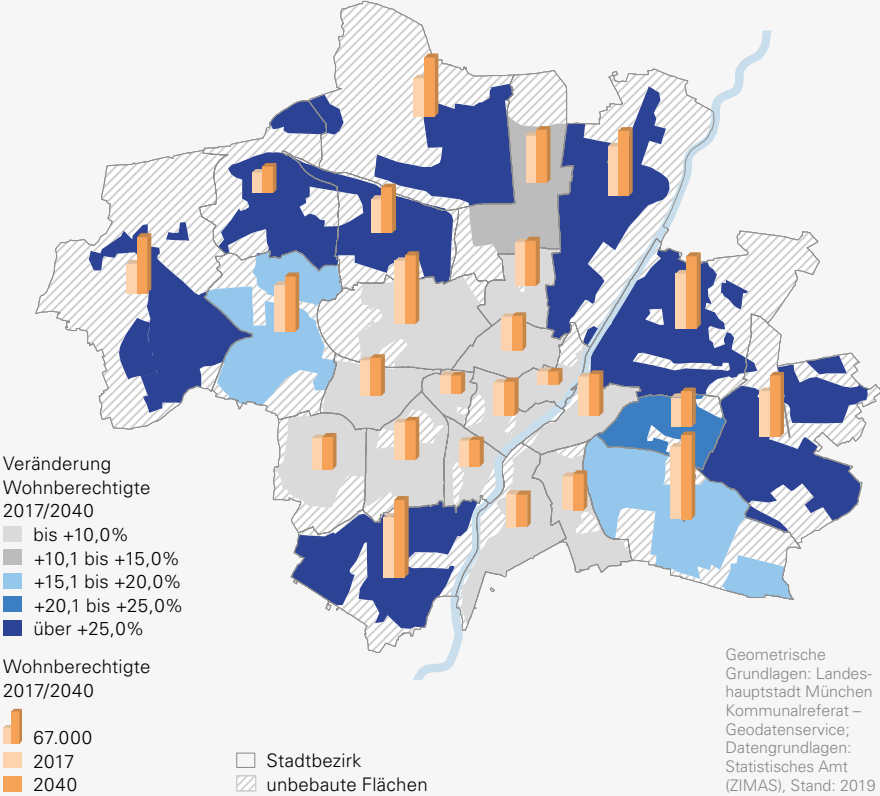 Veränderung
Wohnberechtigte
2017/2040
bis +10,0%
+10,1 bis +15,0%
+15,1 bis +20,0%
+20,1 bis +25,0%
über +25,0%
Wohnberechtigte
2017/2040
67.000
2017
2040
Stadtbezirk
unbebaute Flächen
Geometrische
Grundlagen: Landes-
hauptstadt München
Kommunalreferat –
Geodatenservice;
Datengrundlagen:
Statistisches Amt
(ZIMAS), Stand: 2019